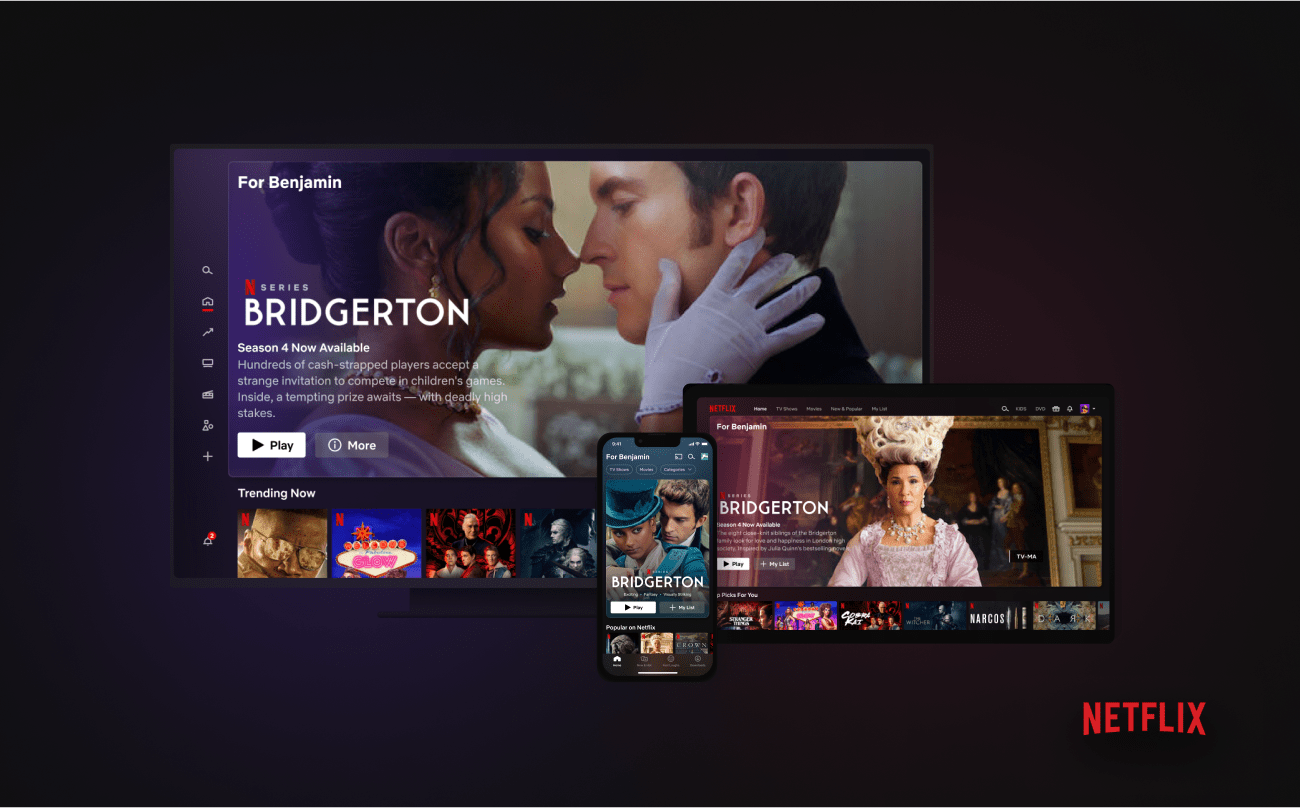 For Benjamin
N SERIES
BRIDGERTON
Season 4 Now Available
Hundreds of cash-strapped players accept a
strange invitation to compete in children's games.
Inside, a tempting prize awaits — with deadly high
stakes.
Play
More
Trending Now
2
N
N
Fabulous
GLOW
N
N
9:41
For Benjamin
TV Shows
Movies
Categories
SERIES
BRIDGERTON
Exciting • Fantasy • Visually Striking
Play
+ My List
Popular on Netflix
CROWN
Home
NETFLIX
Home
TV Shows
Movies
New & Popular
My List
KIDS
DVD
For Benjamin
SERIES
BRIDGERTON
Season 4 Now Available
The eight close-knit siblings of the Bridgerton
family look for love and happiness in London high
society. Inspired by Julia Quinn's bestselling novels.
Play
+ My List
TV-MA
p Picks For You
STRANGER
THINGS
COBRA
KAI
THE
WITCHER
NARCOS
DARK
NETFLIX